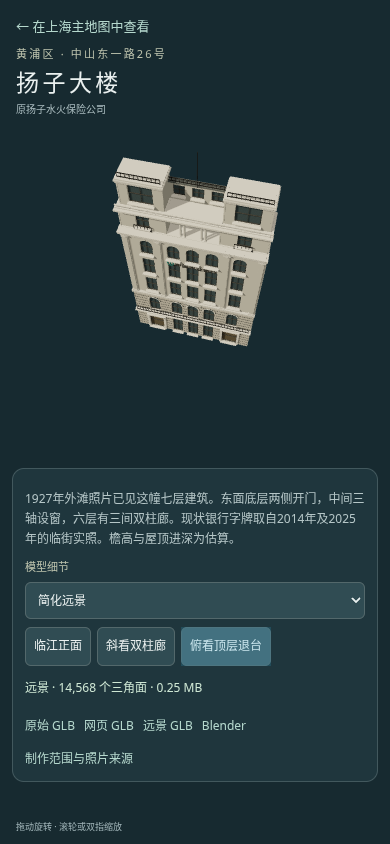 ← 在上海主地图中查看
黄浦区 · 中山东一路26号
扬子大楼
原扬子水火保险公司
1927年外滩照片已见这幢七层建筑。东面底层两侧开门，中间三
轴设窗，六层有三间双柱廊。现状银行字牌取自2014年及2025
年的临街实照。檐高与屋顶进深为估算。
模型细节
简化远景
临江正面 斜看双柱廊 俯看顶层退台
远景 · 14,568 个三角面 · 0.25 MB
原始 GLB 网页 GLB 远景 GLB Blender
制作范围与照片来源
拖动旋转 · 滚轮或双指缩放